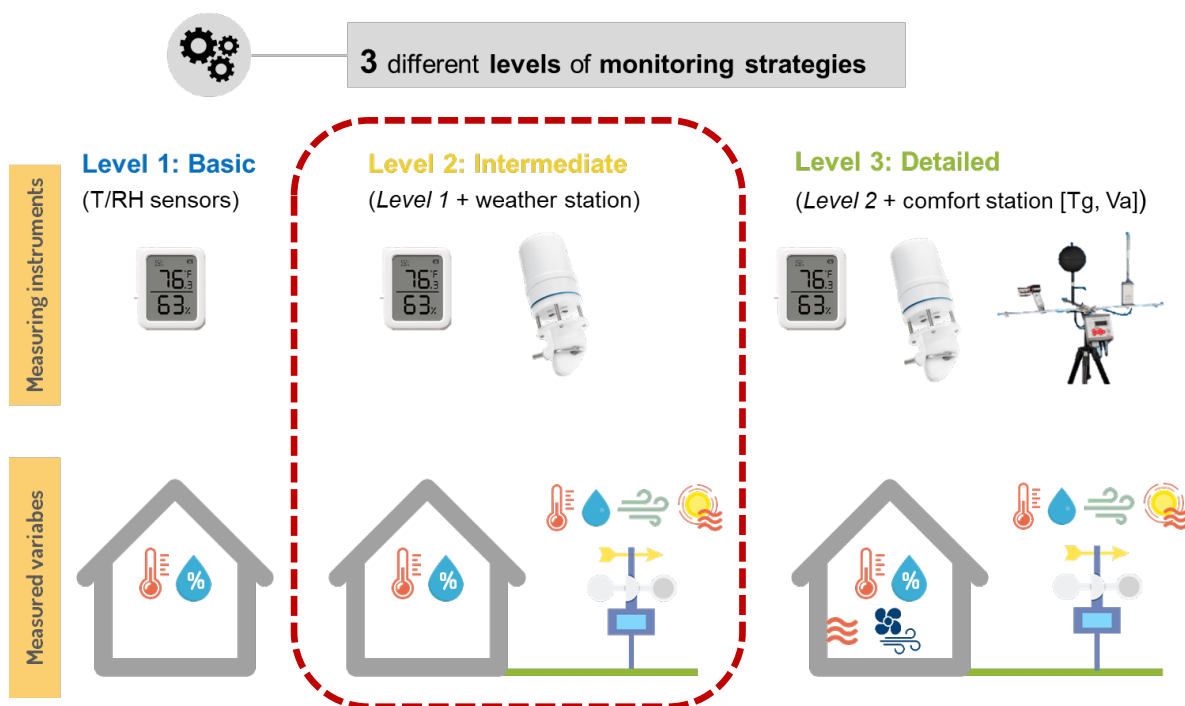 3 different levels of monitoring strategies
Level 1: Basic
(T/RH sensors)
Level 2: Intermediate
(Level 1 + weather station)
Level 3: Detailed
(Level 2 + comfort station [Tg, Va])
Measuring instruments
76.3 °F
63%
76.3 °F
63%
76.3 °F
63%
Measured variabes
%
%
%